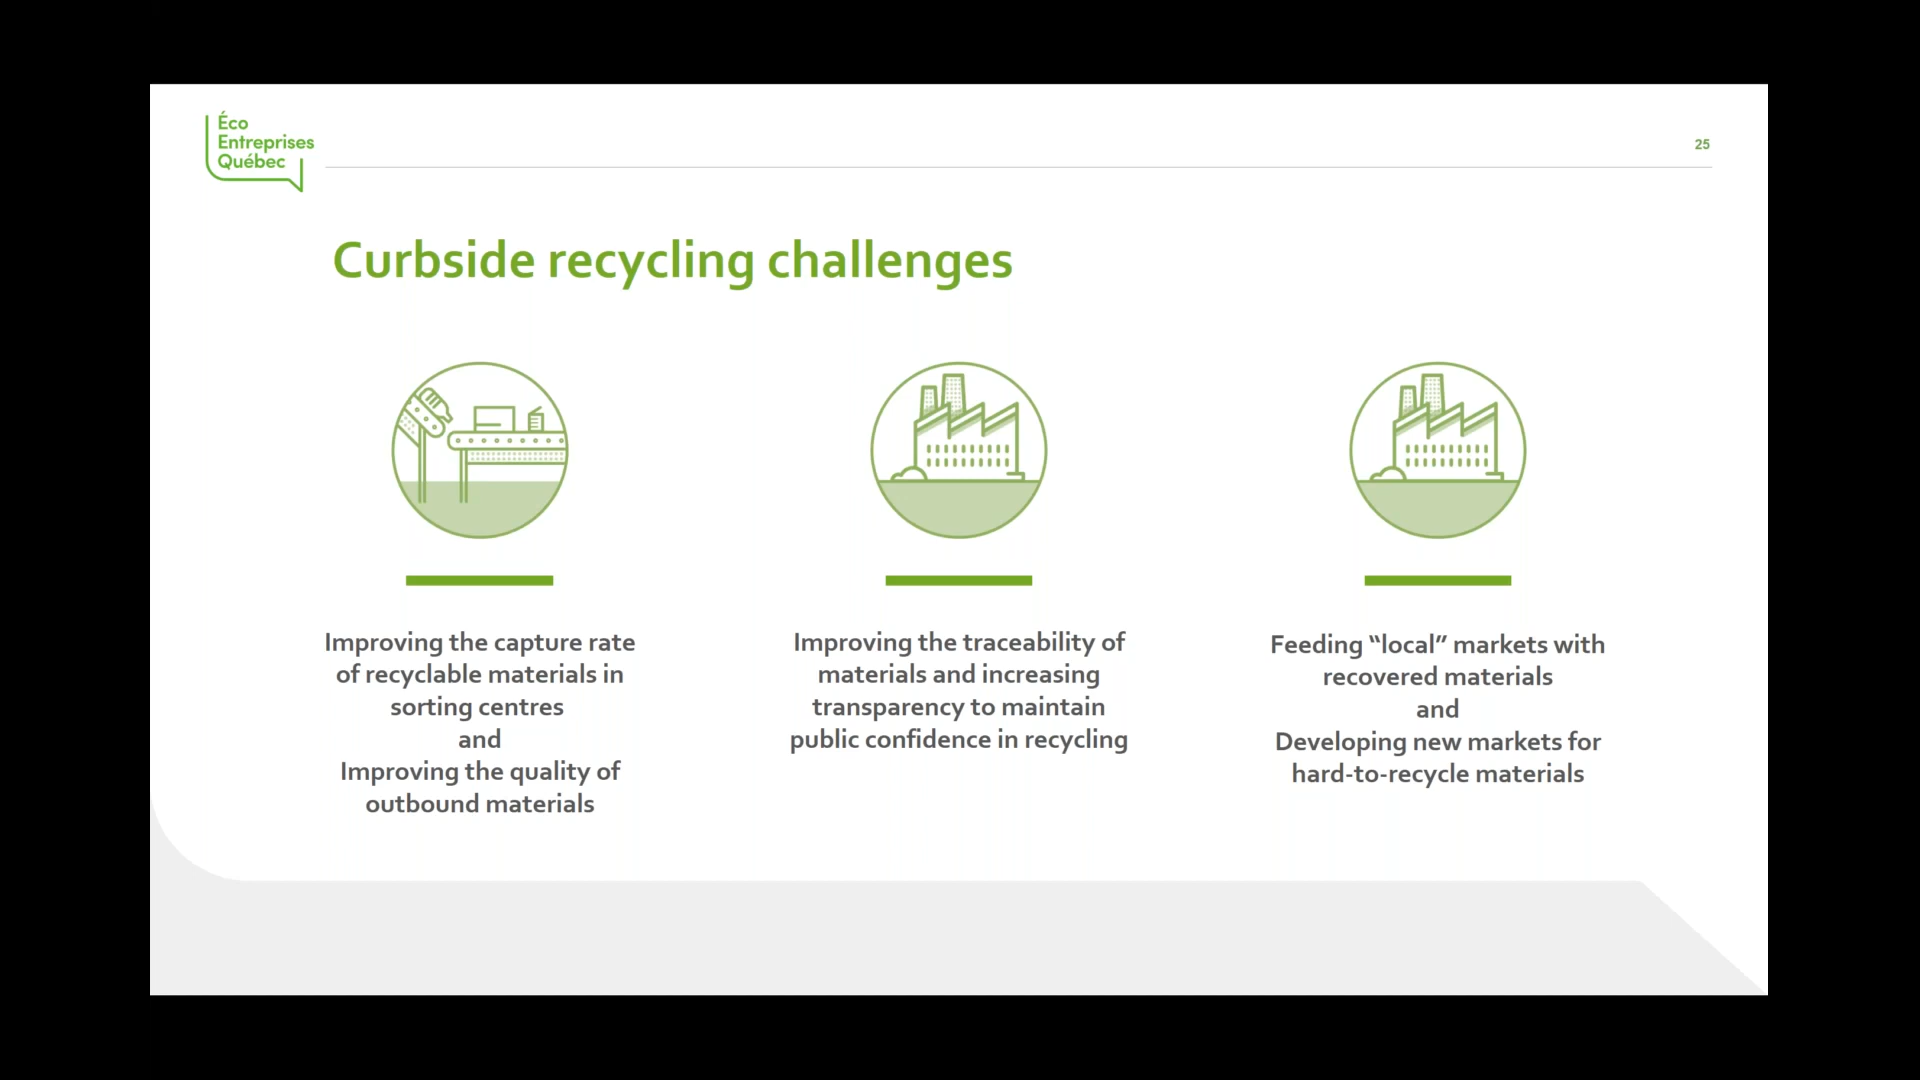 Éco
Entreprises
Québec
25
Curbside recycling challenges
Improving the capture rate
of recyclable materials in
sorting centres
and
Improving the quality of
outbound materials
Improving the traceability of
materials and increasing
transparency to maintain
public confidence in recycling
Feeding “local” markets with
recovered materials
and
Developing new markets for
hard-to-recycle materials